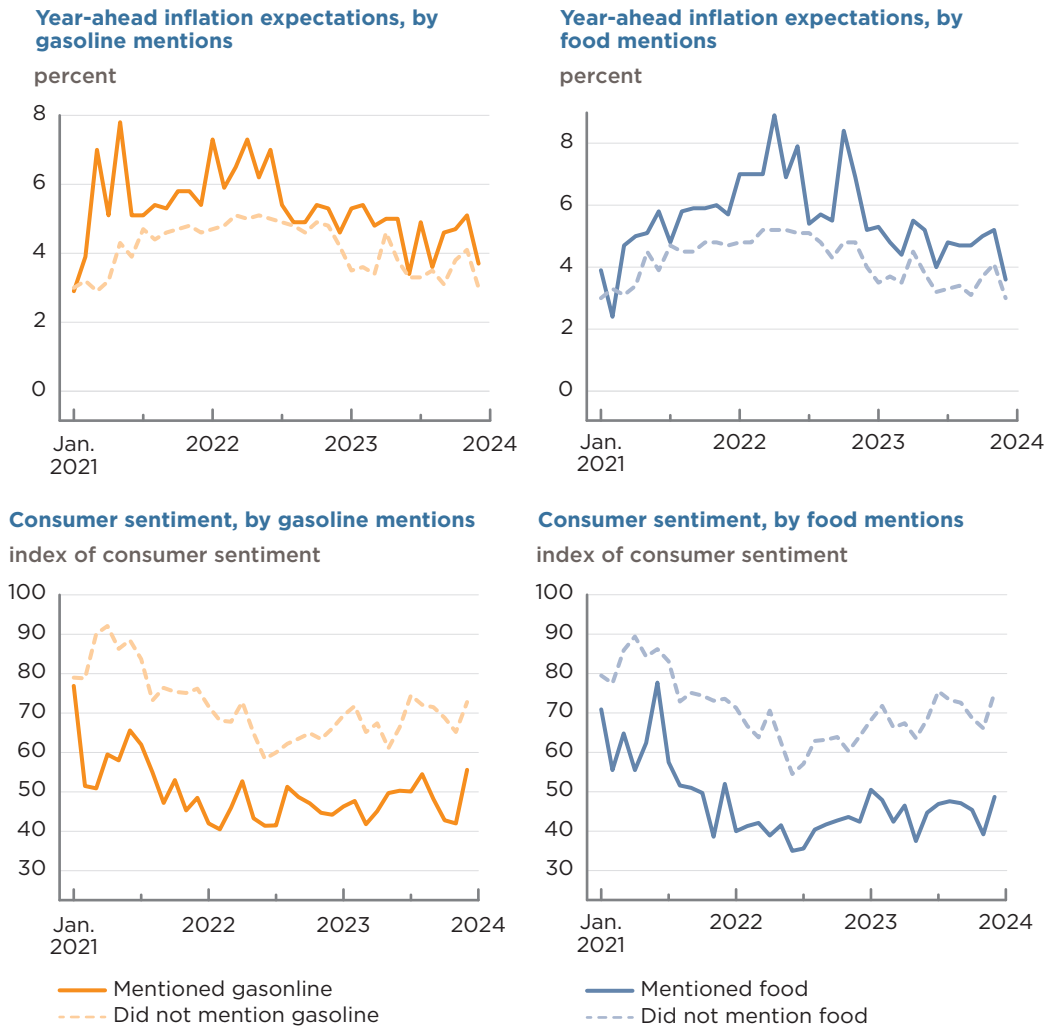 Year-ahead inflation expectations, by
gasoline mentions
percent
8
6
4
2
0
Jan.
2021
2022
2023
2024
Year-ahead inflation expectations, by
food mentions
percent
8
6
4
2
0
Jan.
2021
2022
2023
2024
Consumer sentiment, by gasoline mentions
index of consumer sentiment
100
90
80
70
60
50
40
30
Jan.
2021
2022
2023
2024
Mentioned gasonline
Did not mention gasoline
Consumer sentiment, by food mentions
index of consumer sentiment
100
90
80
70
60
50
40
30
Jan.
2021
2022
2023
2024
Mentioned food
Did not mention food